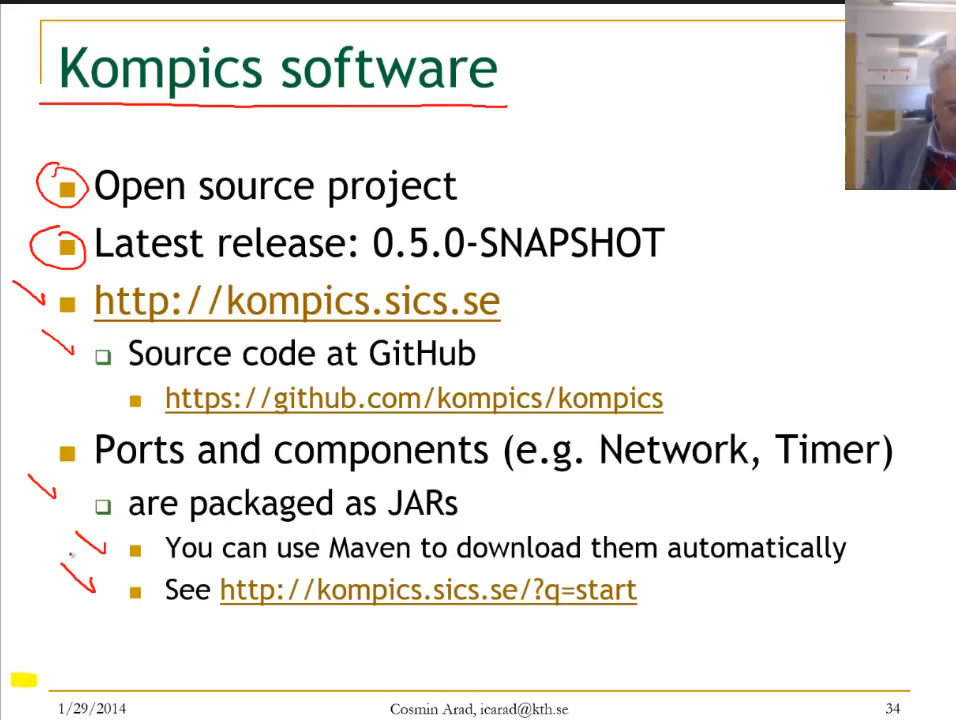 Kompics software
Open source project
Latest release: 0.5.0-SNAPSHOT
http://kompics.sics.se
Source code at GitHub
https://github.com/kompics/kompics
Ports and components (e.g. Network, Timer)
are packaged as JARs
You can use Maven to download them automatically
See http://kompics.sics.se/?q=start
1/29/2014
Cosmin Arad, icarad@kth.se
34